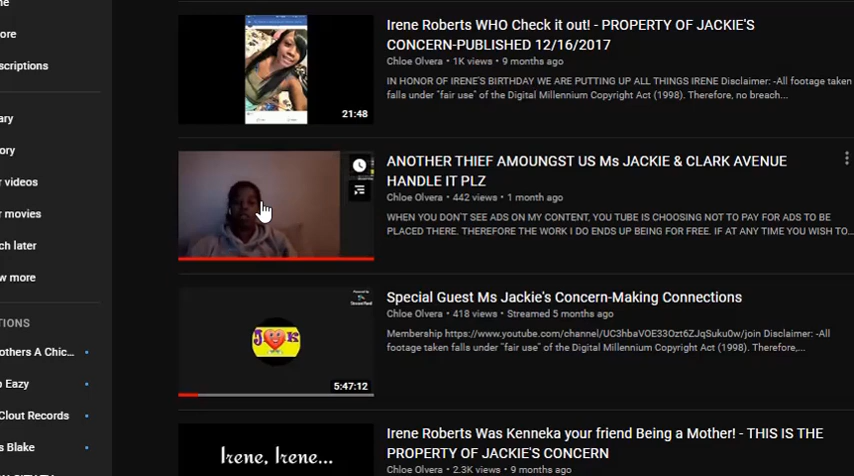 me
ore
scriptions
ary
ory
r videos
r movies
ch later
w more
TIONS
others A Chic...
o Eazy
Clout Records
s Blake
21:48
Irene Roberts WHO Check it out! - PROPERTY OF JACKIE'S
CONCERN-PUBLISHED 12/16/2017
Chloe Olvera • 1K views • 9 months ago
IN HONOR OF IRENE'S BIRTHDAY WE ARE PUTTING UP ALL THINGS IRENE Disclaimer: -All footage taken
falls under "fair use" of the Digital Millennium Copyright Act (1998). Therefore, no breach...
ANOTHER THIEF AMOUNGST US Ms JACKIE & CLARK AVENUE
HANDLE IT PLZ
Chloe Olvera • 442 views • 1 month ago
WHEN YOU DON'T SEE ADS ON MY CONTENT, YOU TUBE IS CHOOSING NOT TO PAY FOR ADS TO BE
PLACED THERE. THEREFORE THE WORK I DO ENDS UP BEING FOR FREE. IF AT ANY TIME YOU WISH TO...
J K
5:47:12
Special Guest Ms Jackie's Concern-Making Connections
Chloe Olvera • 418 views • Streamed 5 months ago
Membership https://www.youtube.com/channel/UC3hbaVOE33Ozt6ZJqSuku0w/join Disclaimer: -All
footage taken falls under "fair use" of the Digital Millennium Copyright Act (1998). Therefore,...
Irene, Irene...
Irene Roberts Was Kenneka your friend Being a Mother! - THIS IS THE
PROPERTY OF JACKIE'S CONCERN
Chloe Olvera • 2.3K views • 9 months ago